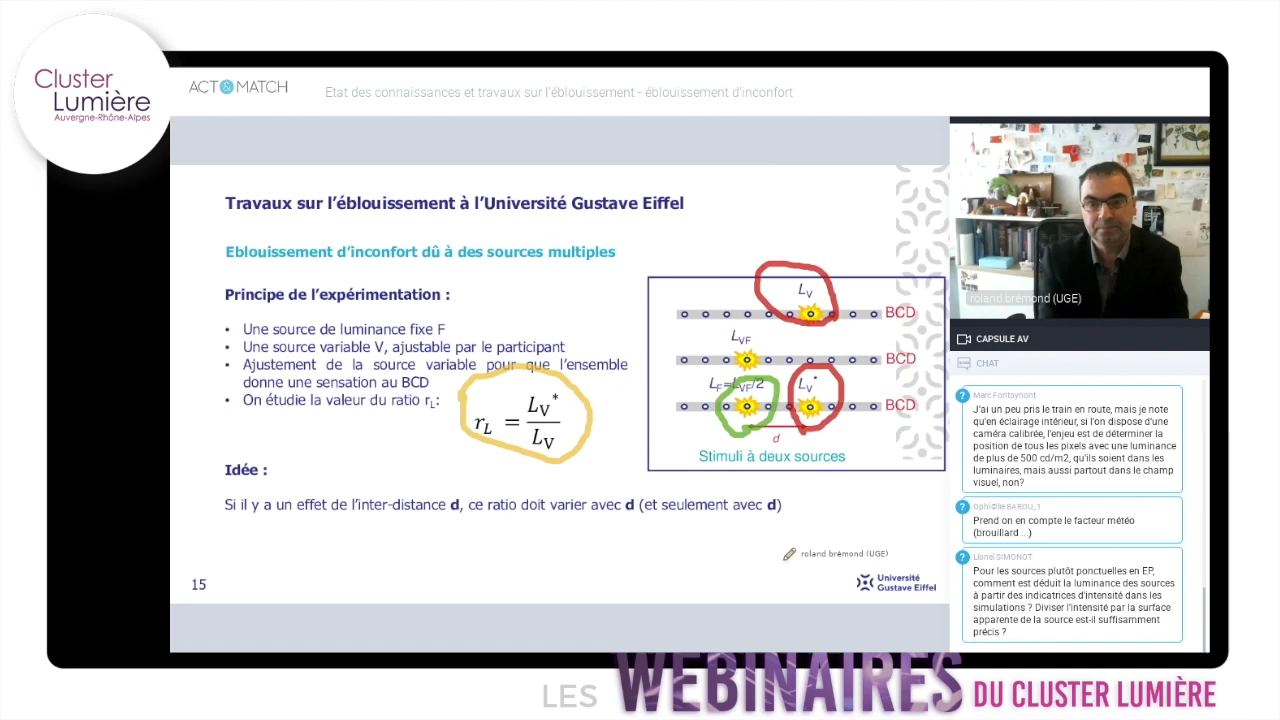 Cluster
Lumière
Auvergne-Rhône-Alpes
ACT & MATCH
Etat des connaissances et travaux sur l'éblouissement - éblouissement d'inconfort
Travaux sur l'éblouissement à l'Université Gustave Eiffel
Eblouissement d'inconfort dû à des sources multiples
Principe de l'expérimentation :
• Une source de luminance fixe F
• Une source variable V, ajustable par le participant
• Ajustement de la source variable pour que l'ensemble
donne une sensation au BCD
• On étudie la valeur du ratio rL:
rL = LV* / LV
Idée :
Si il y a un effet de l'inter-distance d, ce ratio doit varier avec d (et seulement avec d)
LV
BCD
LVF
BCD
LF=LVF/2
LV*
BCD
d
Stimuli à deux sources
roland brémond (UGE)
15
Université
Gustave Eiffel
roland brémond (UGE)
CAPSULE AV
CHAT
? Marc Fontoynont
J'ai un peu pris le train en route, mais je note
qu'en éclairage intérieur, si l'on dispose d'une
caméra calibrée, l'enjeu est de déterminer la
position de tous les pixels avec une luminance
de plus de 500 cd/m2, qu'ils soient dans les
luminaires, mais aussi partout dans le champ
visuel, non?
? Ophi©lie BAROU_1
Prend on en compte le facteur météo
(brouillard ...)
? Lionel SIMONOT
Pour les sources plutôt ponctuelles en EP,
comment est déduit la luminance des sources
à partir des indicatrices d'intensité dans les
simulations ? Diviser l'intensité par la surface
apparente de la source est-il suffisamment
précis ?
LES WEBINAIRES DU CLUSTER LUMIÈRE